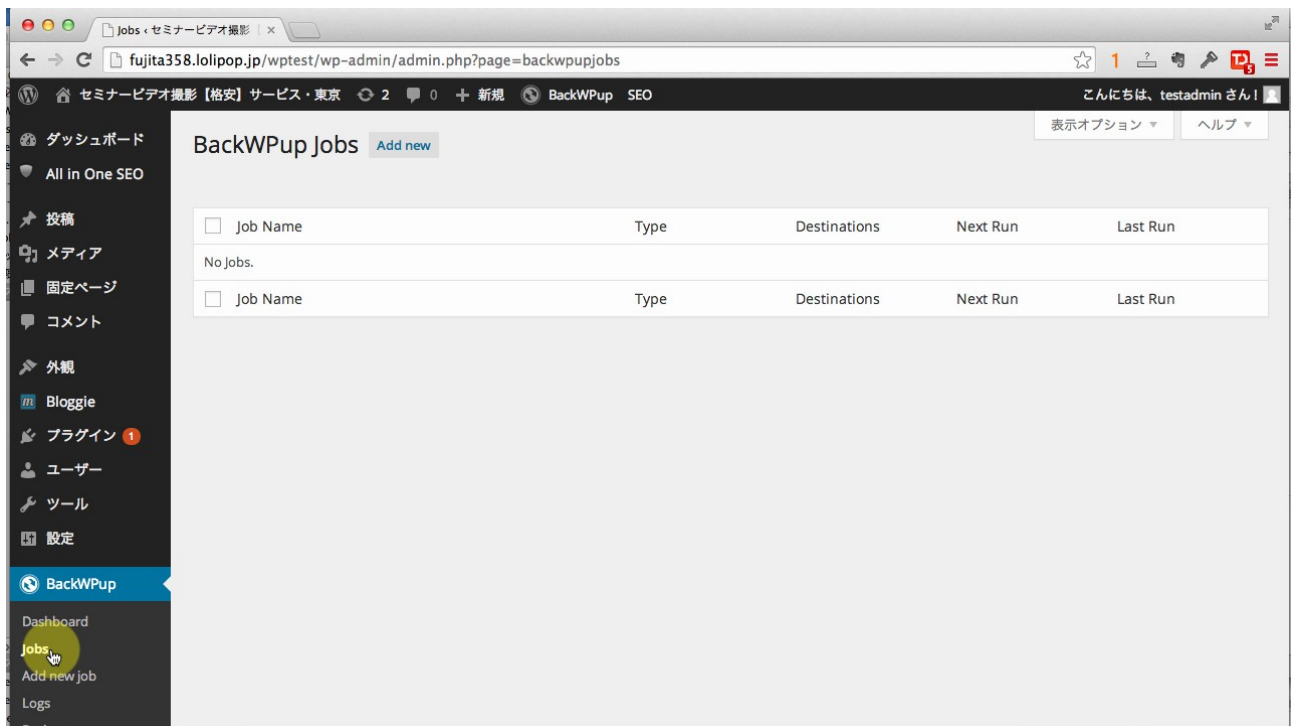 Jobs ‹ セミナービデオ撮影 |
fujita358.lolipop.jp/wptest/wp-admin/admin.php?page=backwpupjobs
1
5
セミナービデオ撮影【格安】サービス・東京 2 0 新規 BackWPup SEO こんにちは、testadmin さん!
ダッシュボード
All in One SEO
投稿
メディア
固定ページ
コメント
外観
Bloggie
プラグイン 1
ユーザー
ツール
設定
BackWPup
Dashboard
Jobs
Add new job
Logs
表示オプション ヘルプ
BackWPup Jobs Add new
Job Name Type Destinations Next Run Last Run
No Jobs.
Job Name Type Destinations Next Run Last Run